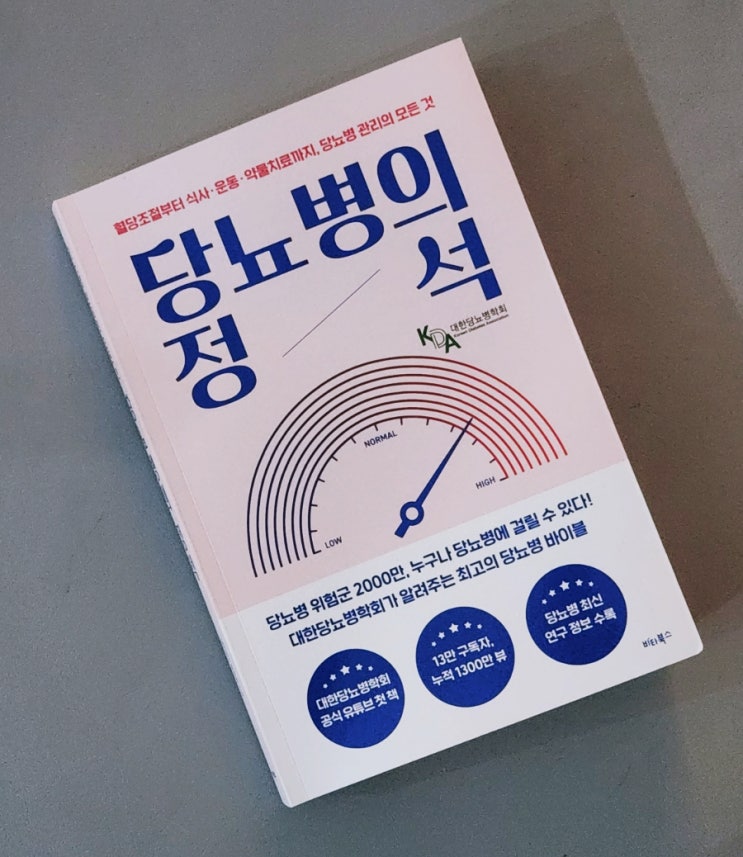 혈당조절부터 식사·운동·약물치료까지, 당뇨병 관리의 모든 것
당뇨병의
정석
KDA 대한당뇨병학회
Korean Diabetes Association
NORMAL
LOW
HIGH
당뇨병 위험군 2000만, 누구나 당뇨병에 걸릴 수 있다!
대한당뇨병학회가 알려주는 최고의 당뇨병 바이블
대한당뇨병학회
공식 유튜브 첫 책
13만 구독자,
누적 1300만 뷰
당뇨병 최신
연구 정보 수록
비타북스